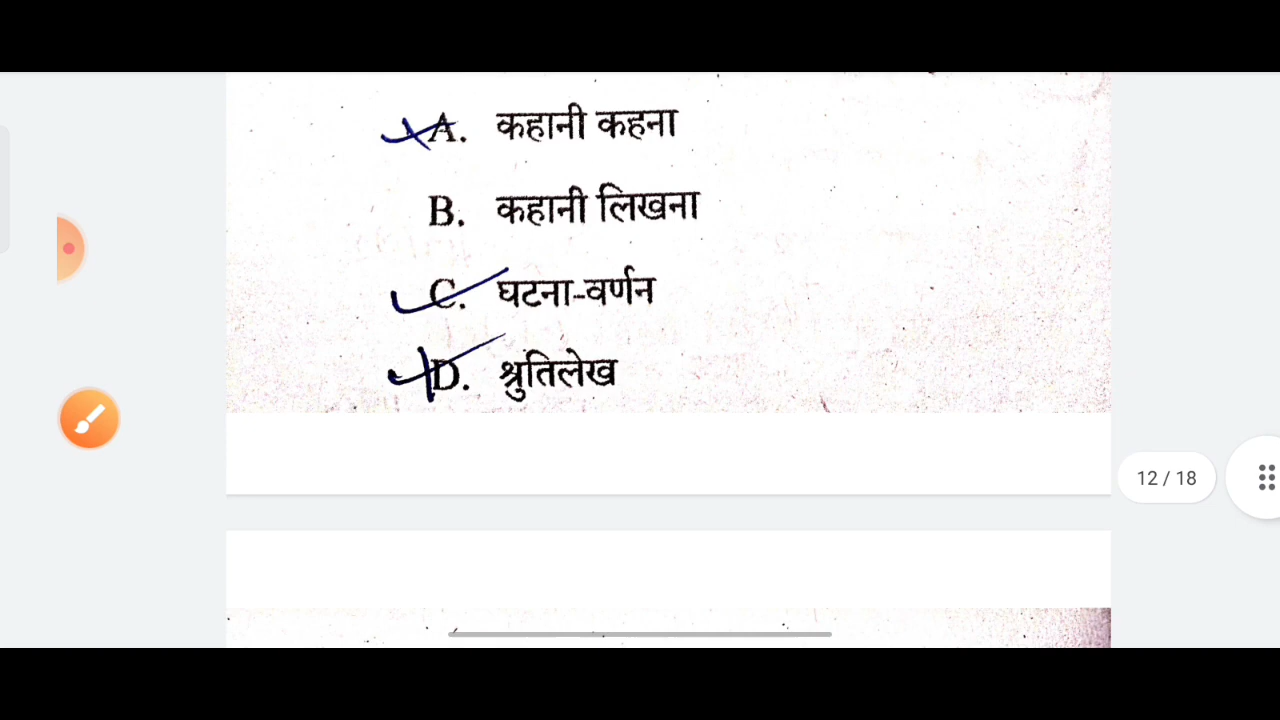 A. कहानी कहना
B. कहानी लिखना
C. घटना-वर्णन
D. श्रुतिलेख
12 / 18